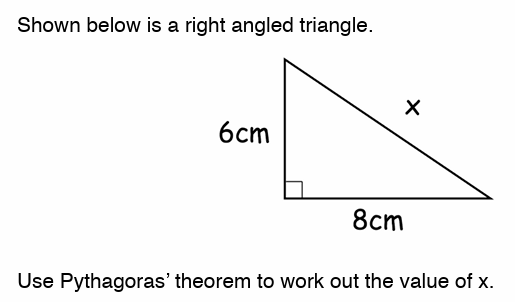 Shown below is a right angled triangle.
x
6cm
8cm
Use Pythagoras’ theorem to work out the value of x.